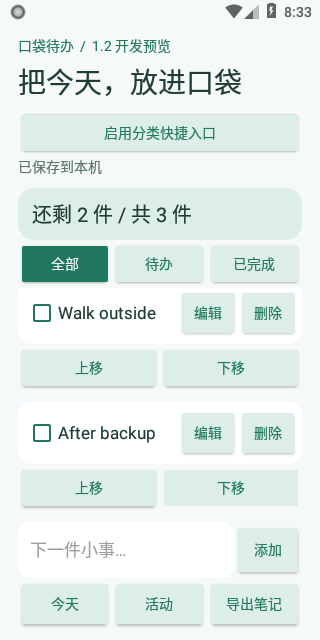 8:33
口袋待办 / 1.2 开发预览
把今天，放进口袋
启用分类快捷入口
已保存到本机
还剩 2 件 / 共 3 件
全部 待办 已完成
Walk outside 编辑 删除
上移 下移
After backup 编辑 删除
上移 下移
下一件小事… 添加
今天 活动 导出笔记